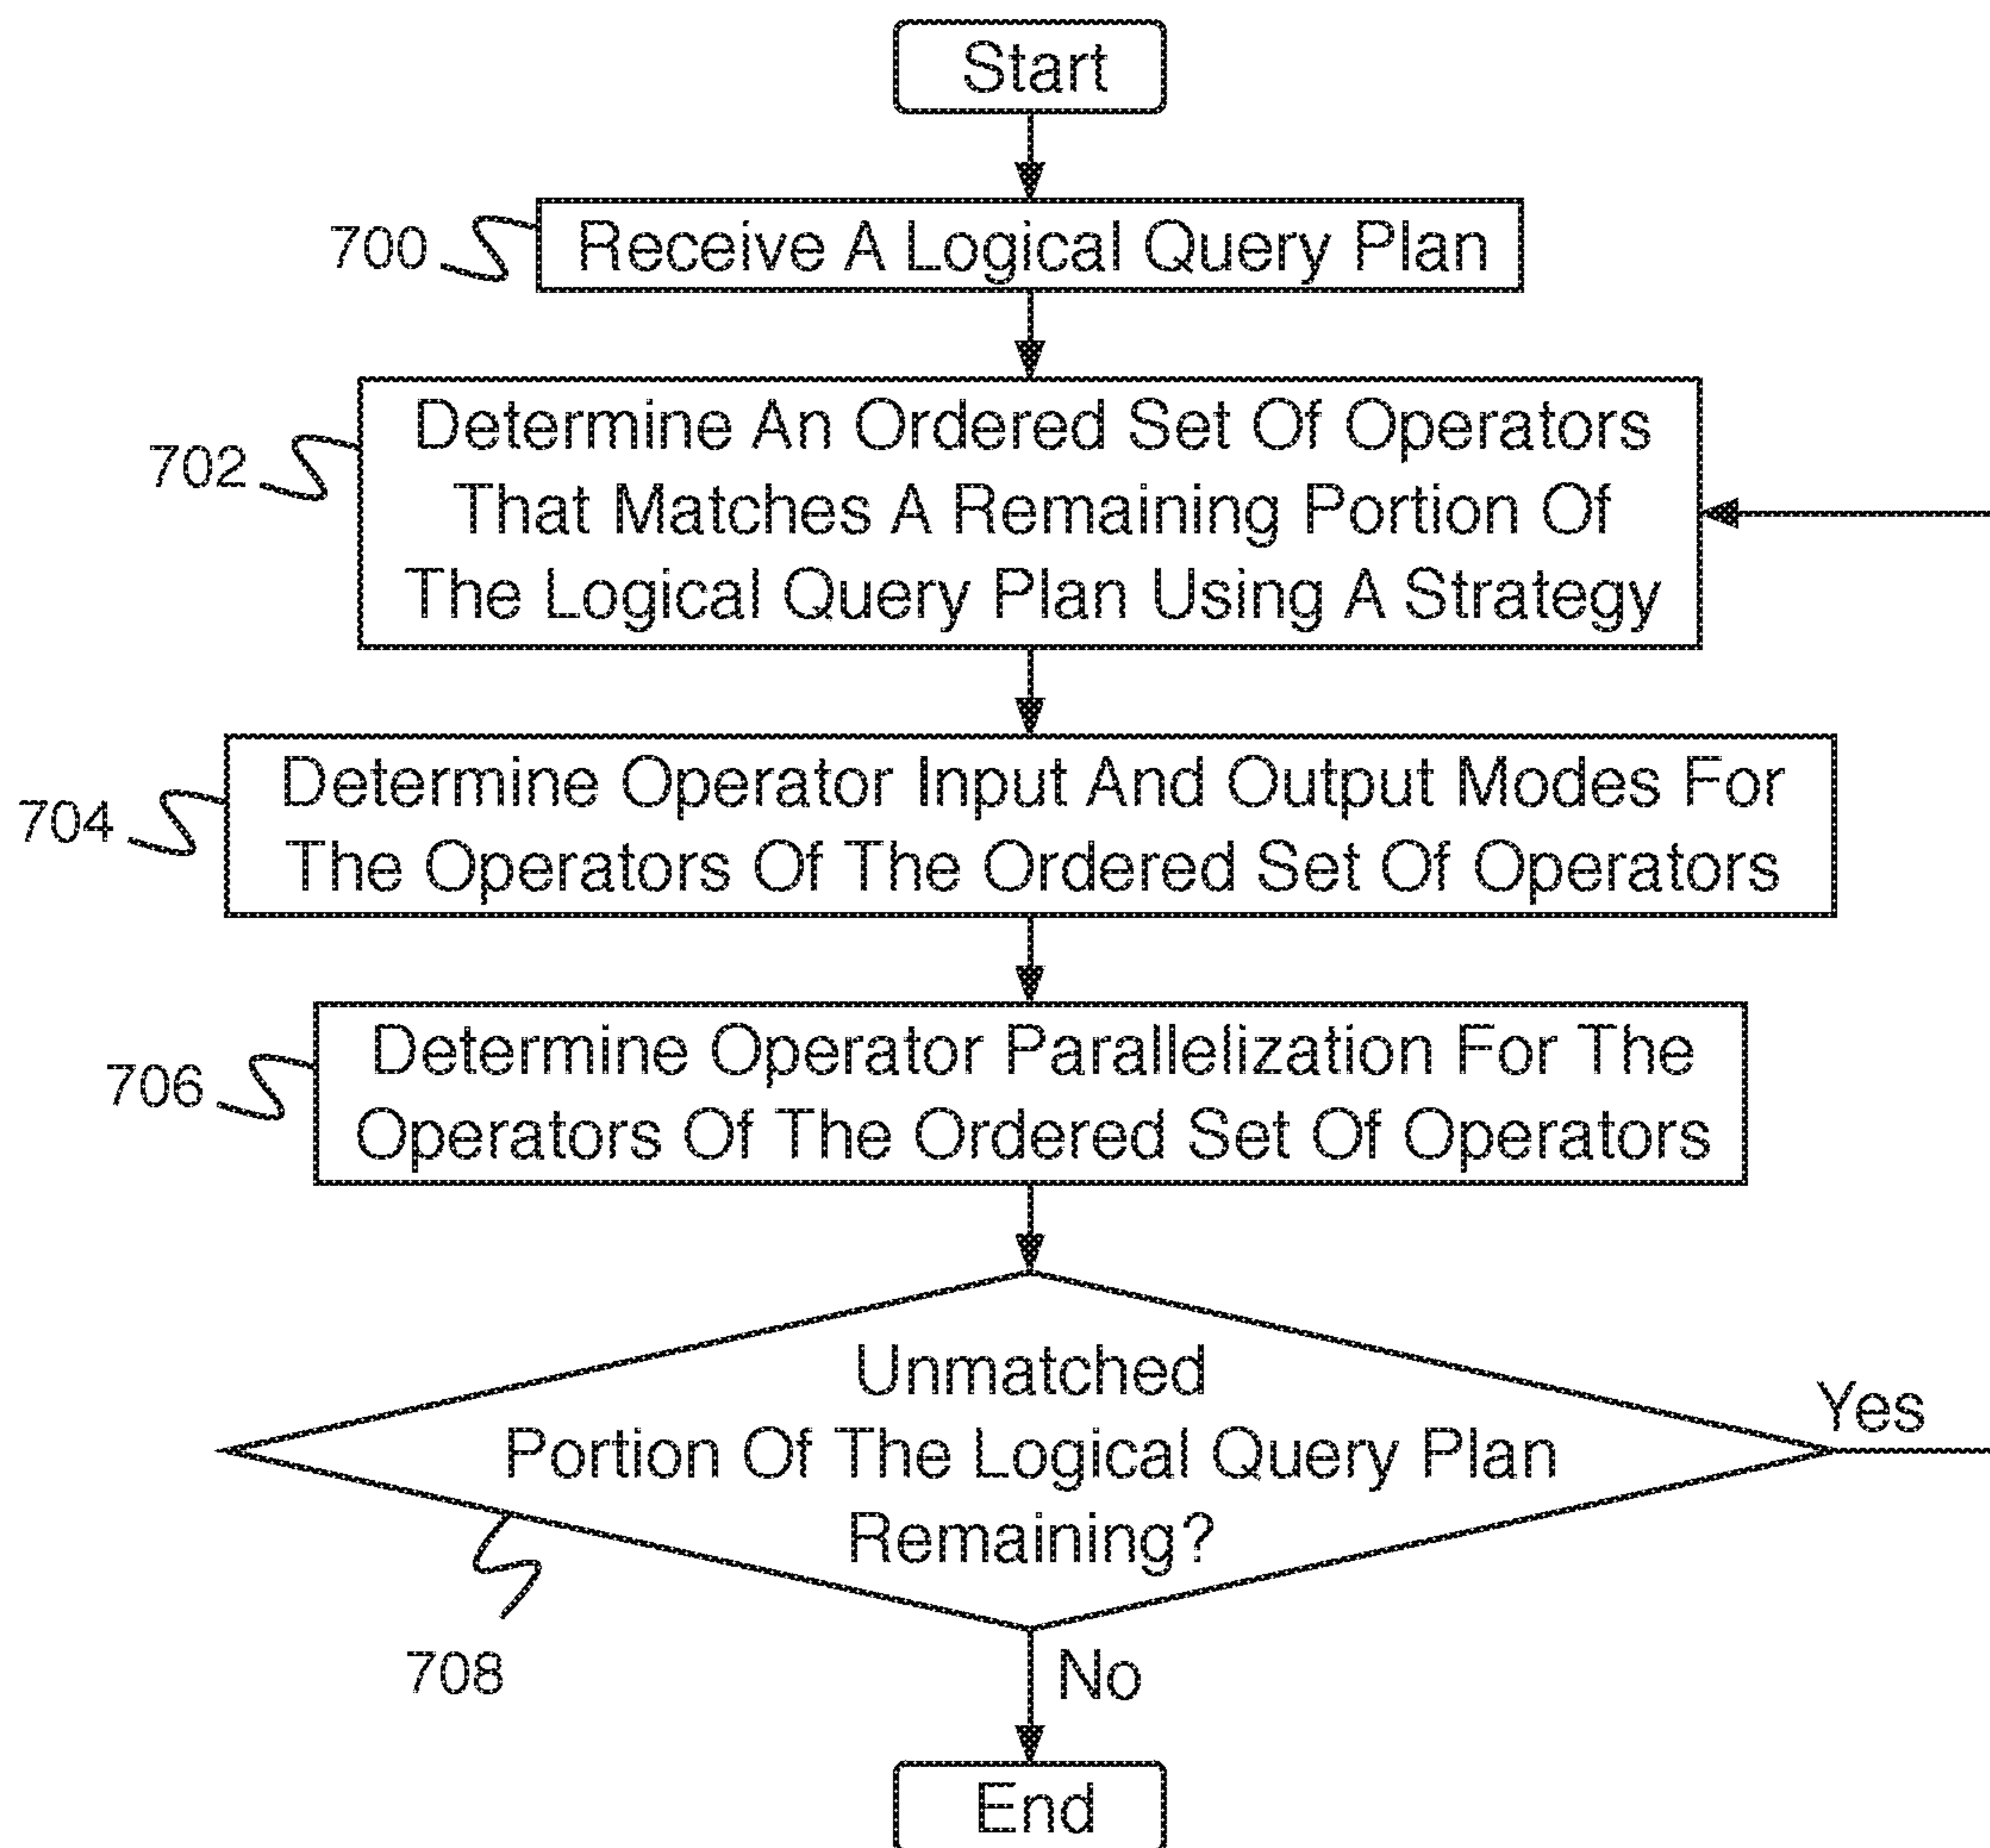 Start
700
Receive A Logical Query Plan
702
Determine An Ordered Set Of Operators
That Matches A Remaining Portion Of
The Logical Query Plan Using A Strategy
704
Determine Operator Input And Output Modes For
The Operators Of The Ordered Set Of Operators
706
Determine Operator Parallelization For The
Operators Of The Ordered Set Of Operators
Unmatched
Portion Of The Logical Query Plan
Remaining?
Yes
708
No
End